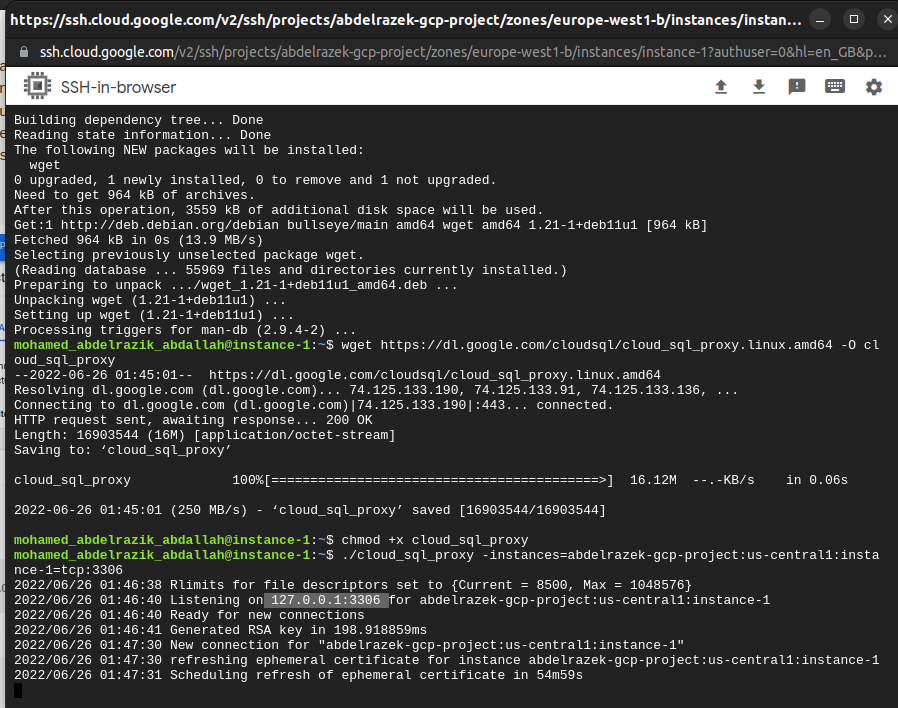 https://ssh.cloud.google.com/v2/ssh/projects/abdelrazek-gcp-project/zones/europe-west1-b/instances/instan...
ssh.cloud.google.com/v2/ssh/projects/abdelrazek-gcp-project/zones/europe-west1-b/instances/instance-1?authuser=0&hl=en_GB&p...
SSH-in-browser
Building dependency tree... Done
Reading state information... Done
The following NEW packages will be installed:
  wget
0 upgraded, 1 newly installed, 0 to remove and 1 not upgraded.
Need to get 964 kB of archives.
After this operation, 3559 kB of additional disk space will be used.
Get:1 http://deb.debian.org/debian bullseye/main amd64 wget amd64 1.21-1+deb11u1 [964 kB]
Fetched 964 kB in 0s (13.9 MB/s)
Selecting previously unselected package wget.
(Reading database ... 55969 files and directories currently installed.)
Preparing to unpack .../wget_1.21-1+deb11u1_amd64.deb ...
Unpacking wget (1.21-1+deb11u1) ...
Setting up wget (1.21-1+deb11u1) ...
Processing triggers for man-db (2.9.4-2) ...
mohamed_abdelrazik_abdallah@instance-1:~$ wget https://dl.google.com/cloudsql/cloud_sql_proxy.linux.amd64 -O cl
oud_sql_proxy
--2022-06-26 01:45:01--  https://dl.google.com/cloudsql/cloud_sql_proxy.linux.amd64
Resolving dl.google.com (dl.google.com)... 74.125.133.190, 74.125.133.91, 74.125.133.136, ...
Connecting to dl.google.com (dl.google.com)|74.125.133.190|:443... connected.
HTTP request sent, awaiting response... 200 OK
Length: 16903544 (16M) [application/octet-stream]
Saving to: ‘cloud_sql_proxy’
cloud_sql_proxy             100%[==========================================>]  16.12M  --.-KB/s    in 0.06s
2022-06-26 01:45:01 (250 MB/s) - ‘cloud_sql_proxy’ saved [16903544/16903544]
mohamed_abdelrazik_abdallah@instance-1:~$ chmod +x cloud_sql_proxy
mohamed_abdelrazik_abdallah@instance-1:~$ ./cloud_sql_proxy -instances=abdelrazek-gcp-project:us-central1:insta
nce-1=tcp:3306
2022/06/26 01:46:38 Rlimits for file descriptors set to {Current = 8500, Max = 1048576}
2022/06/26 01:46:40 Listening on 127.0.0.1:3306 for abdelrazek-gcp-project:us-central1:instance-1
2022/06/26 01:46:40 Ready for new connections
2022/06/26 01:46:41 Generated RSA key in 198.918859ms
2022/06/26 01:47:30 New connection for "abdelrazek-gcp-project:us-central1:instance-1"
2022/06/26 01:47:30 refreshing ephemeral certificate for instance abdelrazek-gcp-project:us-central1:instance-1
2022/06/26 01:47:31 Scheduling refresh of ephemeral certificate in 54m59s